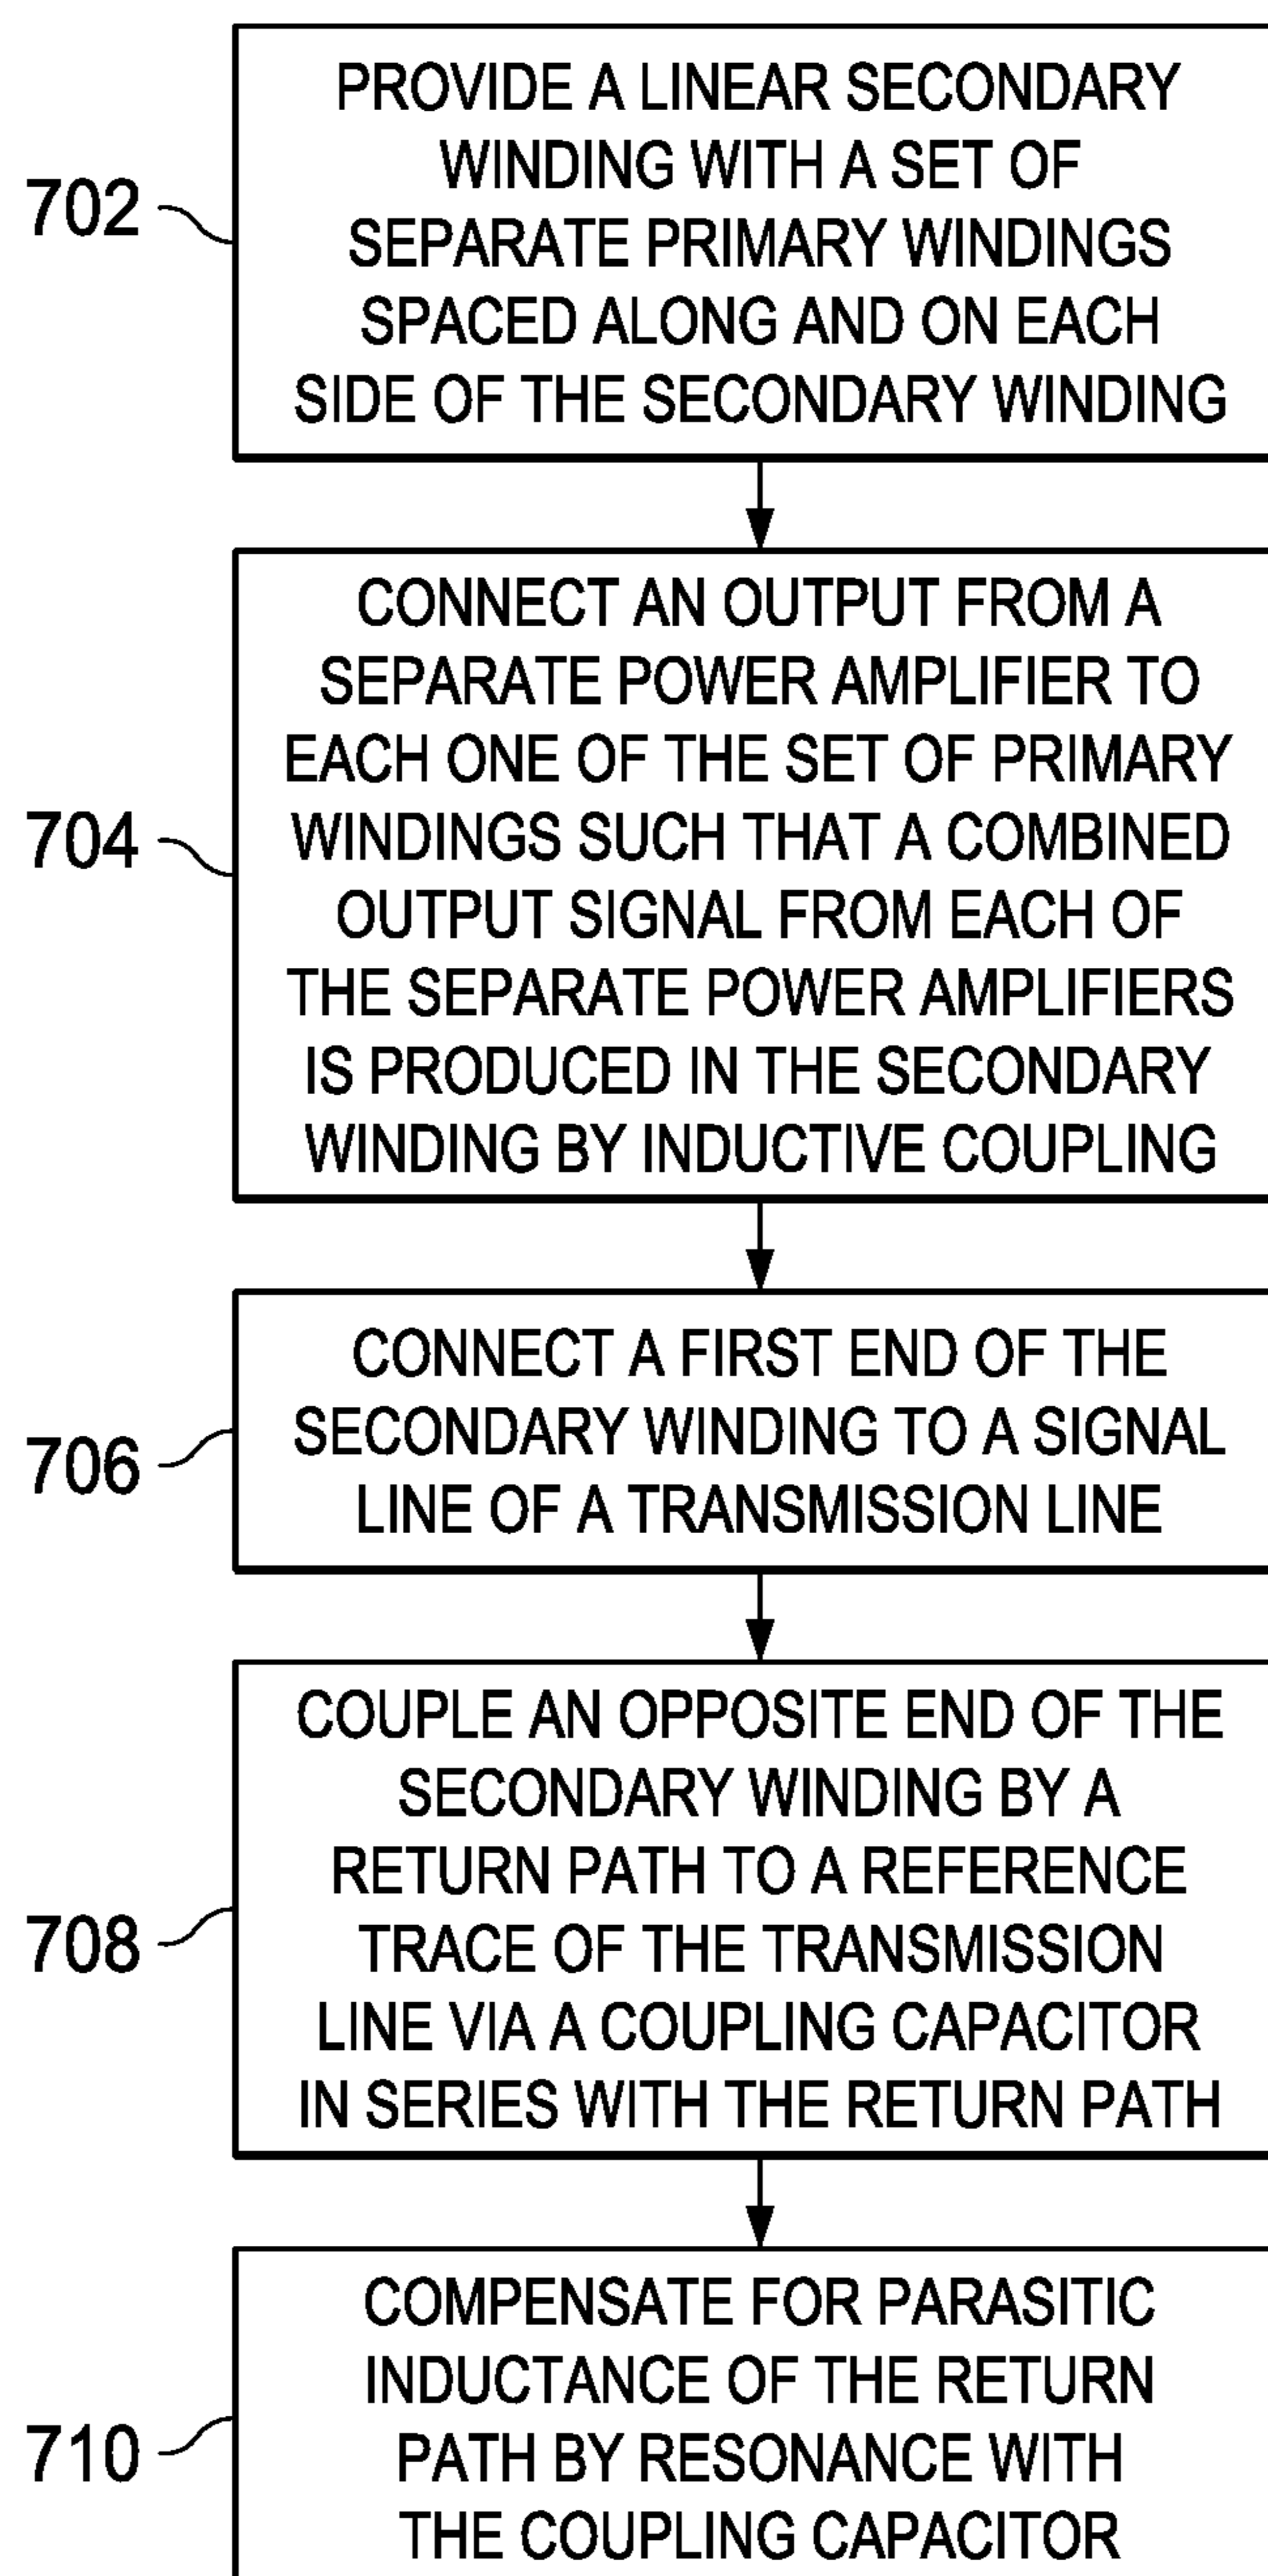 PROVIDE A LINEAR SECONDARY
WINDING WITH A SET OF
SEPARATE PRIMARY WINDINGS
SPACED ALONG AND ON EACH
SIDE OF THE SECONDARY WINDING
702
CONNECT AN OUTPUT FROM A
SEPARATE POWER AMPLIFIER TO
EACH ONE OF THE SET OF PRIMARY
WINDINGS SUCH THAT A COMBINED
OUTPUT SIGNAL FROM EACH OF
THE SEPARATE POWER AMPLIFIERS
IS PRODUCED IN THE SECONDARY
WINDING BY INDUCTIVE COUPLING
704
CONNECT A FIRST END OF THE
SECONDARY WINDING TO A SIGNAL
LINE OF A TRANSMISSION LINE
706
COUPLE AN OPPOSITE END OF THE
SECONDARY WINDING BY A
RETURN PATH TO A REFERENCE
TRACE OF THE TRANSMISSION
LINE VIA A COUPLING CAPACITOR
IN SERIES WITH THE RETURN PATH
708
COMPENSATE FOR PARASITIC
INDUCTANCE OF THE RETURN
PATH BY RESONANCE WITH
THE COUPLING CAPACITOR
710